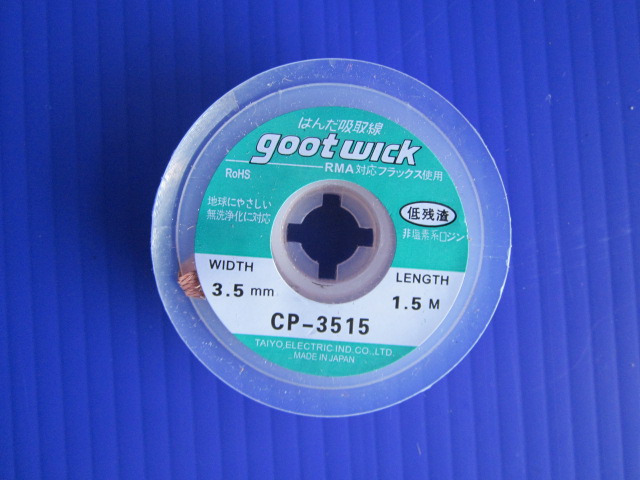 はんだ吸取線
goot wick
RMA対応フラックス使用
RoHS
地球にやさしい
無洗浄化に対応
低残渣
非塩素系ロジン
WIDTH
3.5 mm
LENGTH
1.5 M
CP-3515
TAIYO ELECTRIC IND. CO., LTD.
MADE IN JAPAN